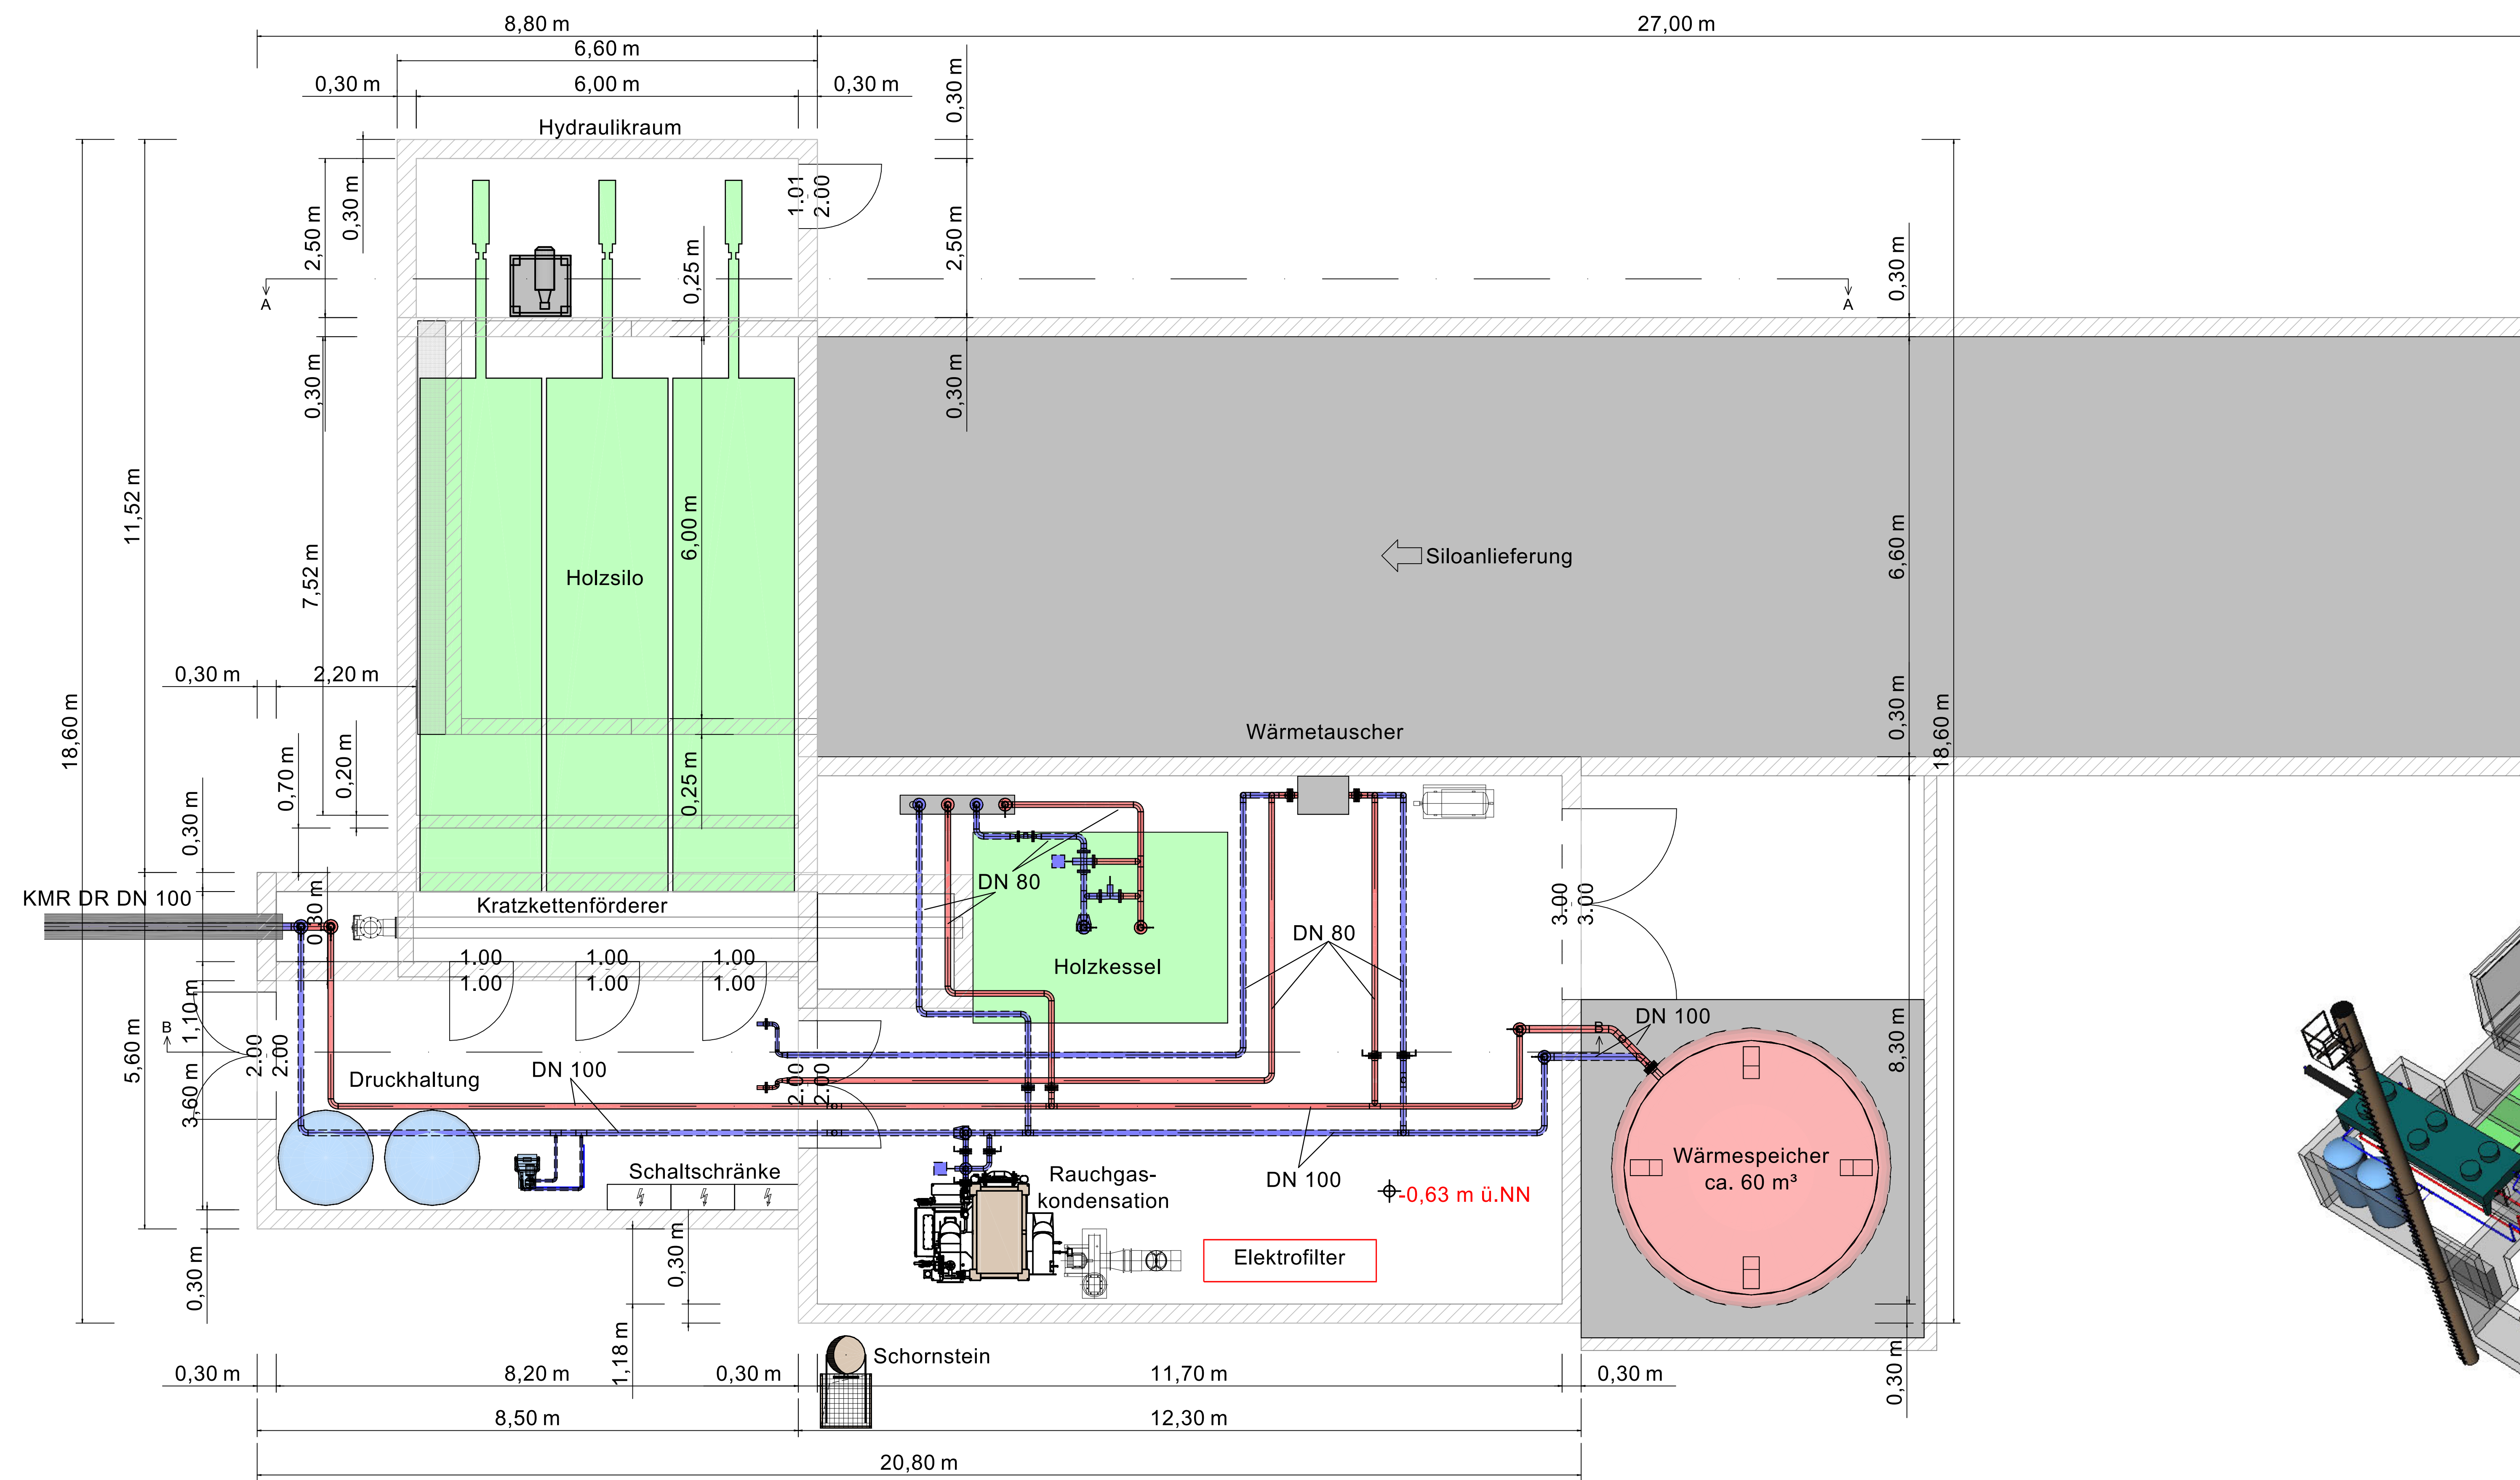 8,80 m
27,00 m
6,60 m
0,30 m
6,00 m
0,30 m
0,30 m
Hydraulikraum
1.01
2.00
2,50 m
0,30 m
2,50 m
0,25 m
0,30 m
A
A
0,30 m
0,30 m
11,52 m
7,52 m
6,00 m
6,60 m
Holzsilo
Siloanlieferung
0,30 m
2,20 m
18,60 m
0,30 m
18,60 m
Wärmetauscher
0,70 m
0,20 m
0,25 m
0,30 m
KMR DR DN 100
0,30 m
Kratzkettenförderer
DN 80
DN 80
3.00
3.00
Holzkessel
1.00
1.00
1.00
1.00
1.00
1.00
1,10 m
B
B
DN 100
5,60 m
2.00
2.00
8,30 m
3,60 m
Druckhaltung
DN 100
2.00
2.00
Wärmespeicher
ca. 60 m³
Schaltschränke
Rauchgas-
kondensation
DN 100
-0,63 m ü.NN
Elektrofilter
0,30 m
0,30 m
1,18 m
Schornstein
0,30 m
0,30 m
8,20 m
0,30 m
11,70 m
0,30 m
8,50 m
12,30 m
20,80 m